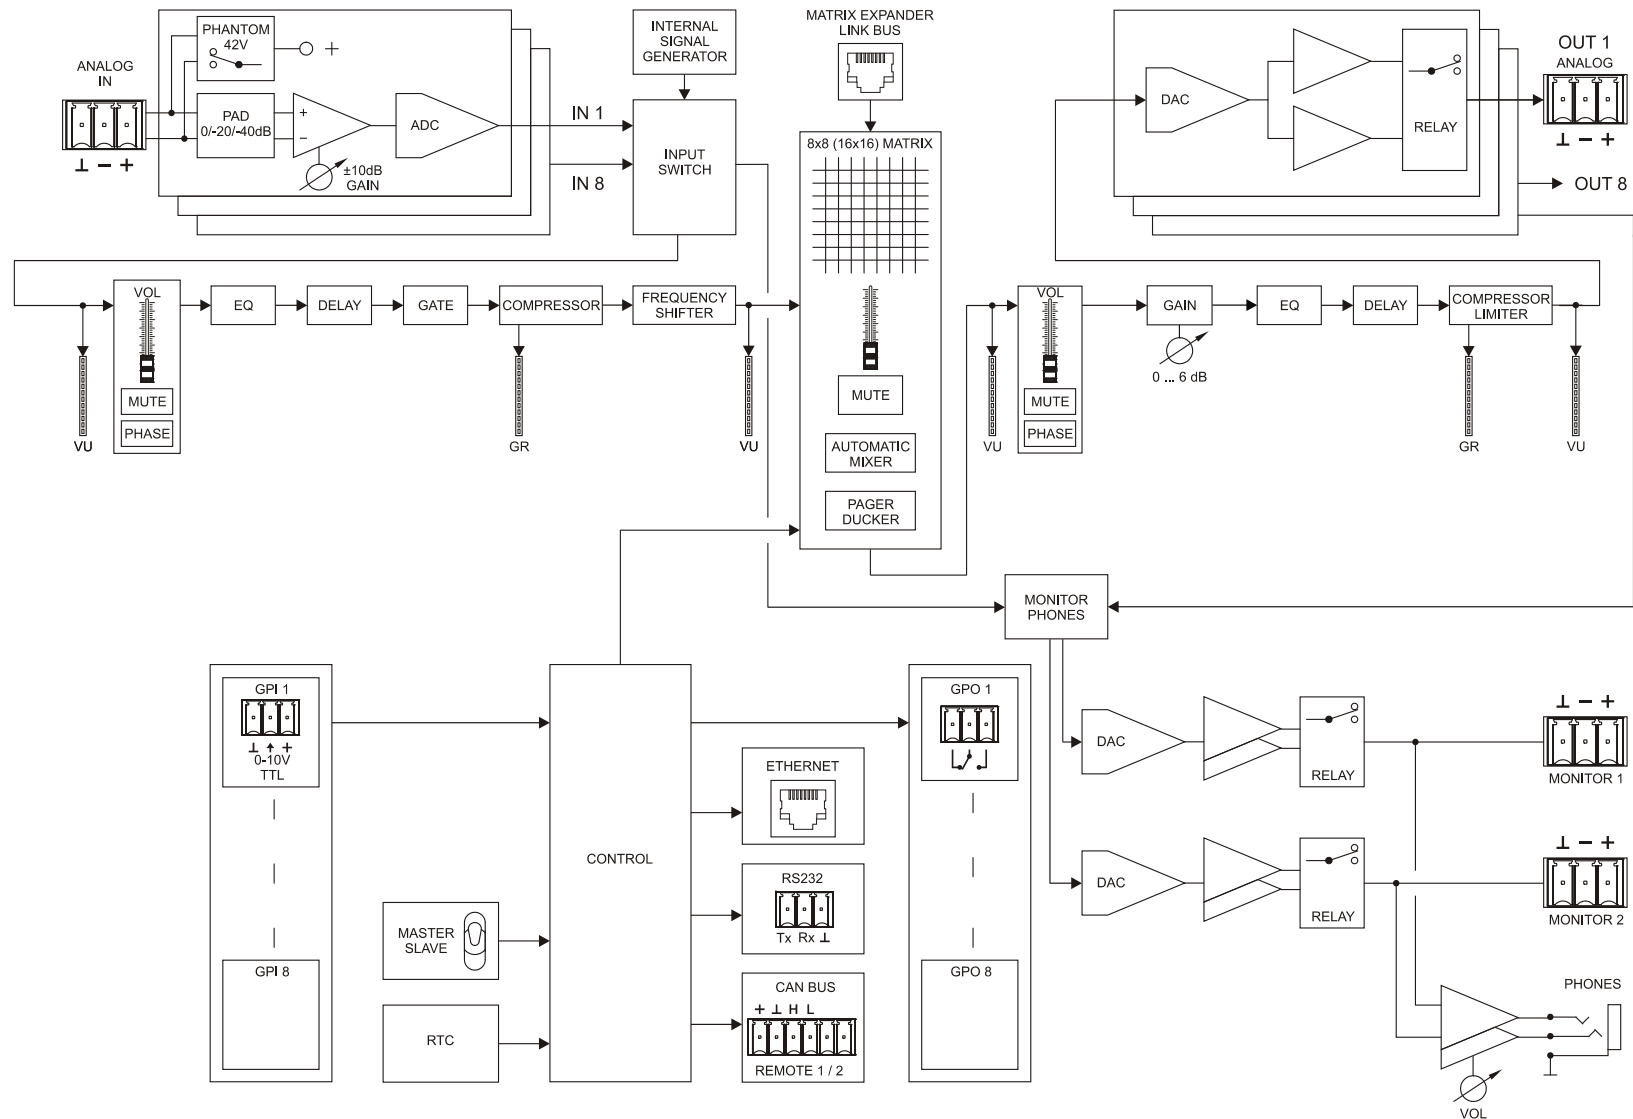 ANALOG
IN
⊥ − +
PHANTOM
42V
+
PAD
0/-20/-40dB
+
−
±10dB
GAIN
ADC
IN 1
IN 8
INTERNAL
SIGNAL
GENERATOR
INPUT
SWITCH
MATRIX EXPANDER
LINK BUS
8x8 (16x16) MATRIX
MUTE
AUTOMATIC
MIXER
PAGER
DUCKER
DAC
RELAY
OUT 1
ANALOG
⊥ − +
OUT 8
VU
VOL
MUTE
PHASE
EQ
DELAY
GATE
COMPRESSOR
GR
FREQUENCY
SHIFTER
VU
VU
VOL
MUTE
PHASE
GAIN
0 ... 6 dB
EQ
DELAY
COMPRESSOR
LIMITER
GR
VU
MONITOR
PHONES
GPI 1
⊥ ↑ +
0-10V
TTL
GPI 8
MASTER
SLAVE
RTC
CONTROL
ETHERNET
RS232
Tx Rx ⊥
CAN BUS
+ ⊥ H L
REMOTE 1 / 2
GPO 1
GPO 8
DAC
RELAY
⊥ − +
MONITOR 1
DAC
RELAY
⊥ − +
MONITOR 2
PHONES
VOL